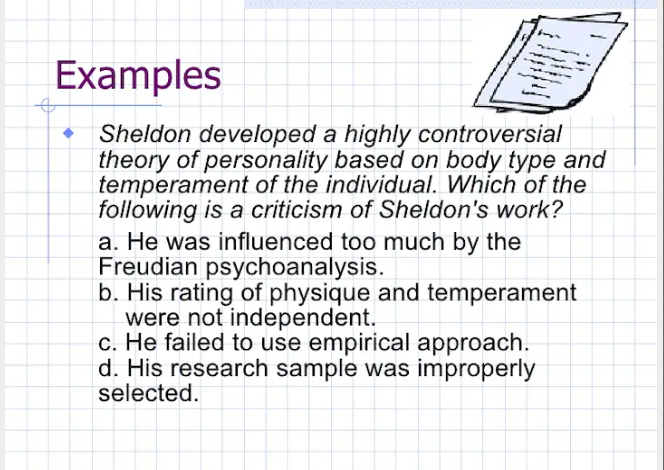 Examples
Sheldon developed a highly controversial
theory of personality based on body type and
temperament of the individual. Which of the
following is a criticism of Sheldon's work?
a. He was influenced too much by the
Freudian psychoanalysis.
b. His rating of physique and temperament
were not independent.
c. He failed to use empirical approach.
d. His research sample was improperly
selected.